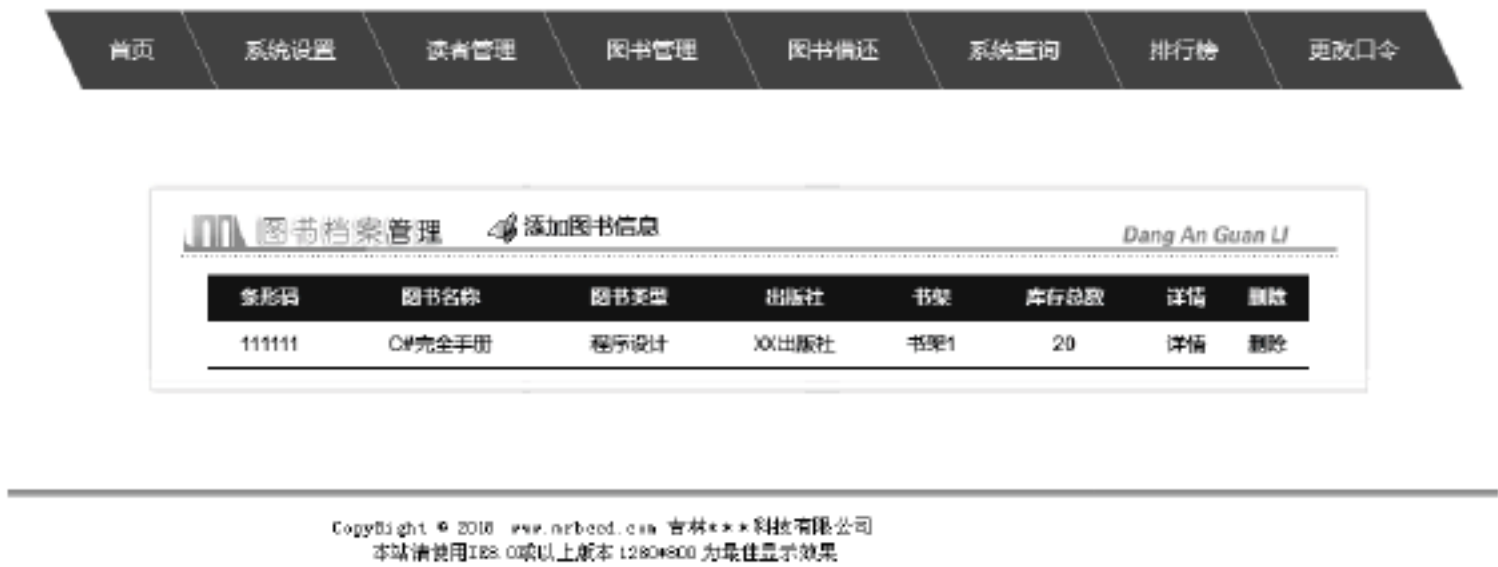 首页 系统设置 读者管理 图书管理 图书借还 系统查询 排行榜 更改口令
图书档案管理 添加图书信息 Dang An Guan LI
条形码 图书名称 图书类型 出版社 书架 库存总数 详情 删除
111111 C#完全手册 程序设计 XX出版社 书架1 20 详情 删除
CopyRight © www.mrbccd.com 吉林***科技有限公司
本站请使用IE8.0或以上版本 1280*800 为最佳显示效果